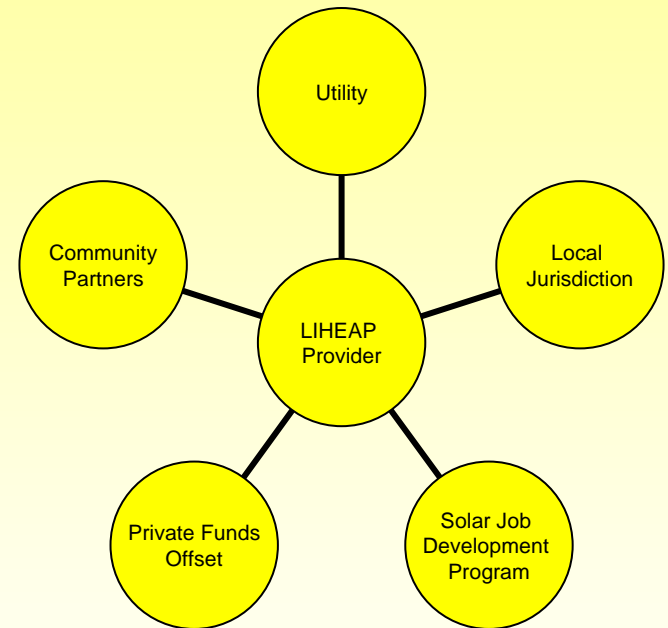 Utility
Community
Partners
Local
Jurisdiction
LIHEAP
Provider
Private Funds
Offset
Solar Job
Development
Program